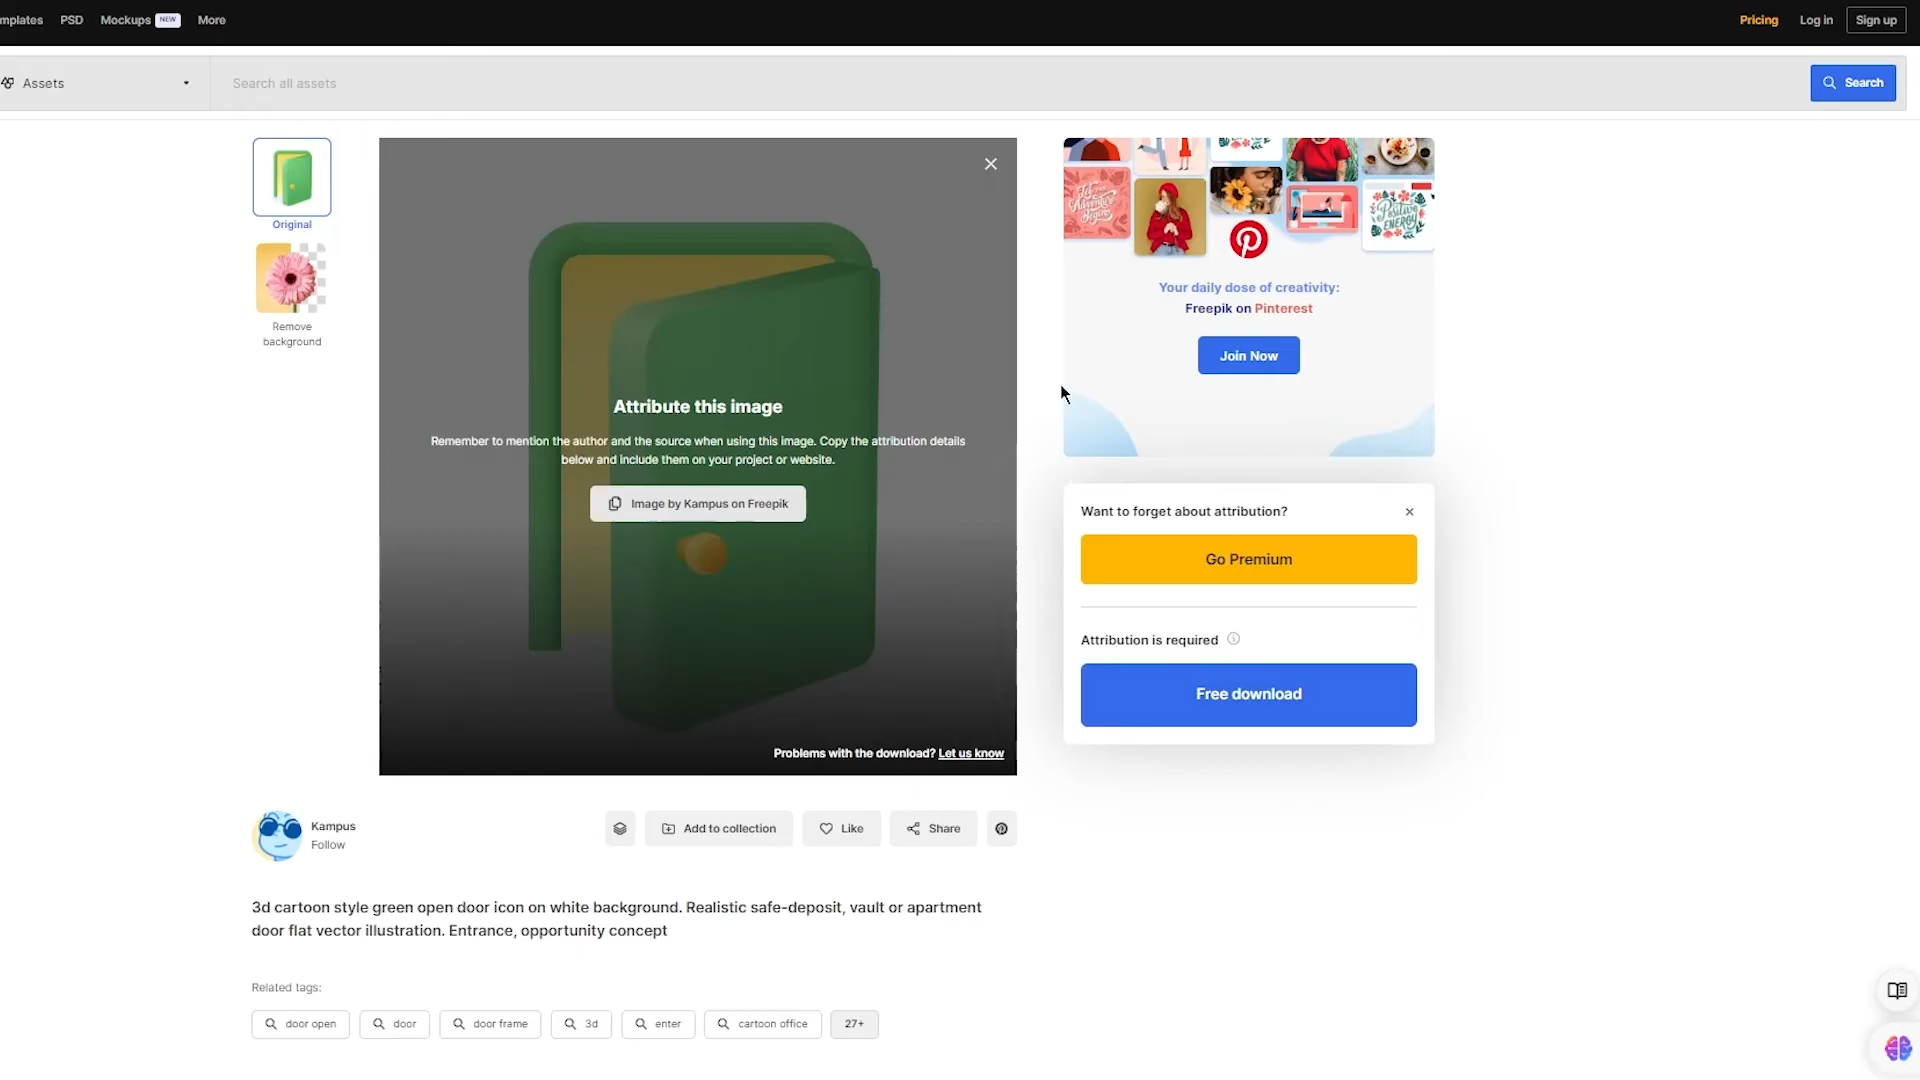 mplates PSD Mockups NEW More Pricing Log in Sign up
Assets Search all assets Search
Original
Remove
background
Attribute this image
Remember to mention the author and the source when using this image. Copy the attribution details
below and include them on your project or website.
Image by Kampus on Freepik
Problems with the download? Let us know
Positive
ENERGY
Your daily dose of creativity:
Freepik on Pinterest
Join Now
Want to forget about attribution?
Go Premium
Attribution is required
Free download
Kampus
Follow
Add to collection Like Share
3d cartoon style green open door icon on white background. Realistic safe-deposit, vault or apartment
door flat vector illustration. Entrance, opportunity concept
Related tags:
door open door door frame 3d enter cartoon office 27+